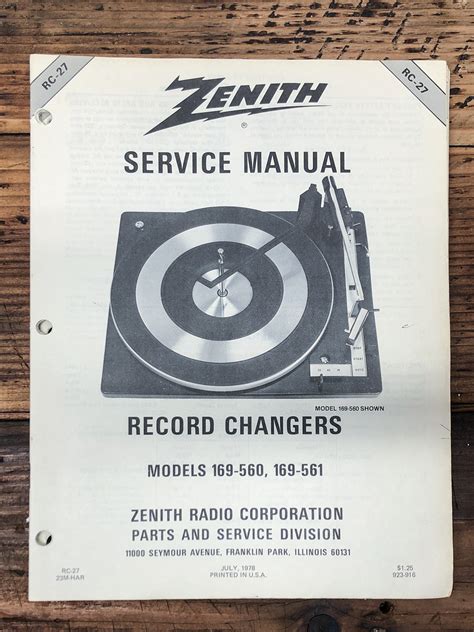 RC-27
RC-27
ZENITH
®
SERVICE MANUAL
MODEL 169-560 SHOWN
RECORD CHANGERS
MODELS 169-560, 169-561
ZENITH RADIO CORPORATION
PARTS AND SERVICE DIVISION
11000 SEYMOUR AVENUE, FRANKLIN PARK, ILLINOIS 60131
RC-27
23M-HAR
JULY, 1978
PRINTED IN U.S.A.
$1.25
923-916